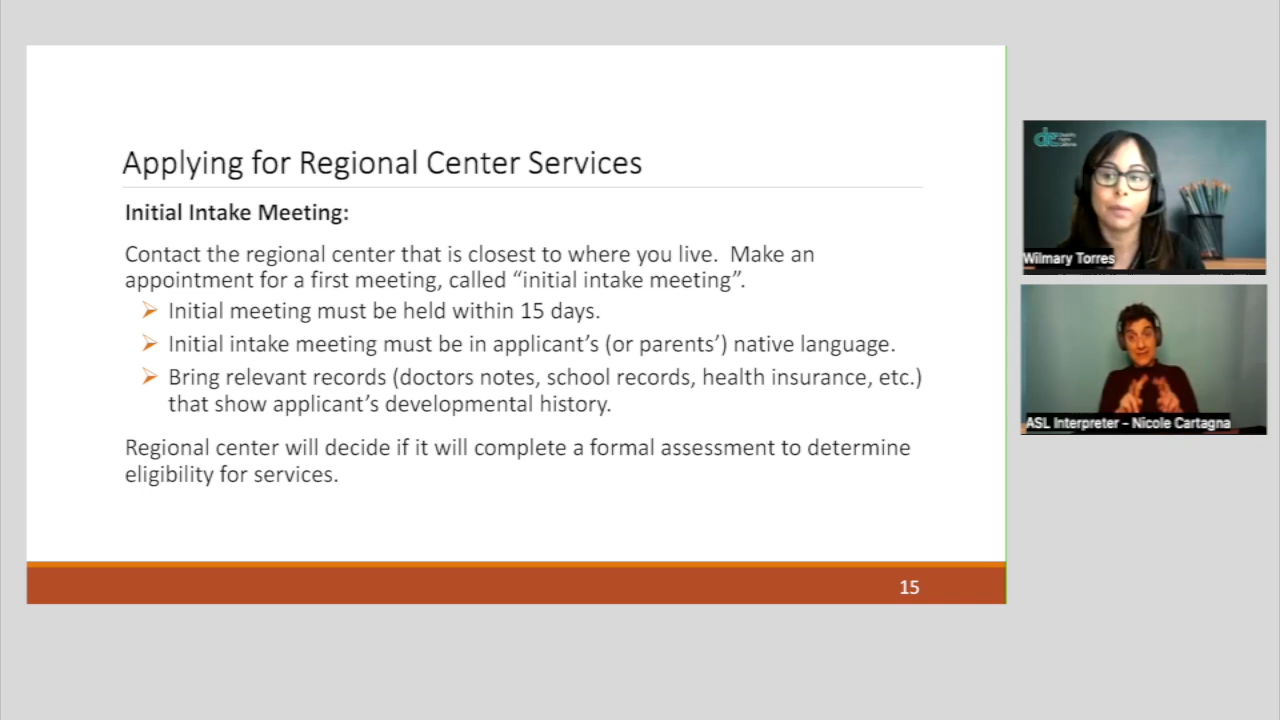 Applying for Regional Center Services
Initial Intake Meeting:
Contact the regional center that is closest to where you live.  Make an
appointment for a first meeting, called “initial intake meeting”.
Initial meeting must be held within 15 days.
Initial intake meeting must be in applicant’s (or parents’) native language.
Bring relevant records (doctors notes, school records, health insurance, etc.)
that show applicant’s developmental history.
Regional center will decide if it will complete a formal assessment to determine
eligibility for services.
15
Wilmary Torres
ASL Interpreter – Nicole Cartagna